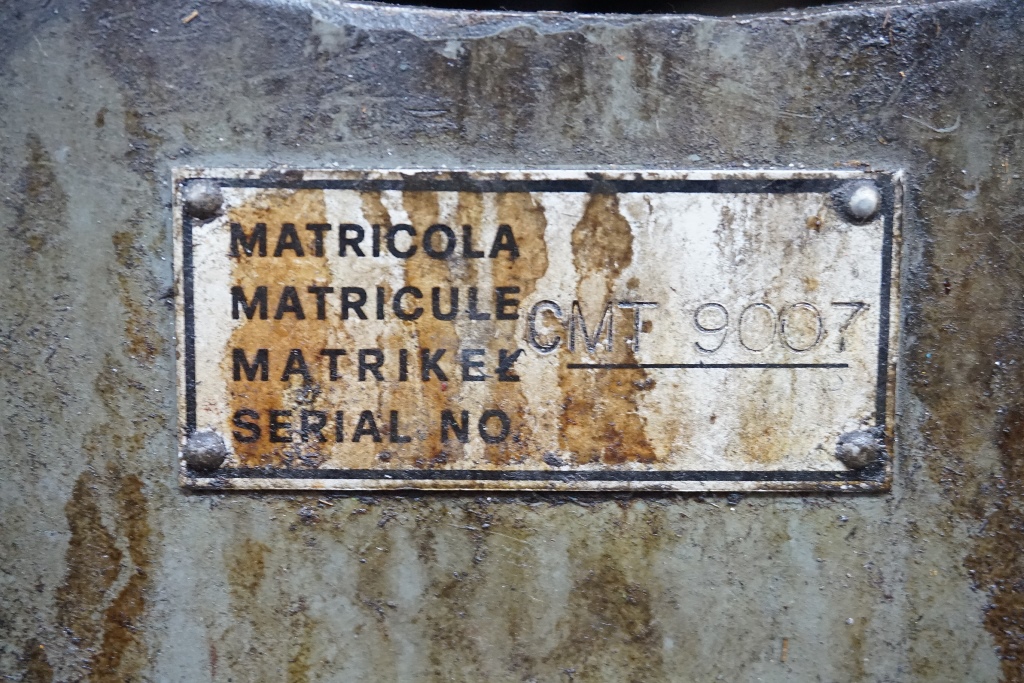 MATRICOLA
MATRICULE CMT 9007
MATRIKEL
SERIAL NO.